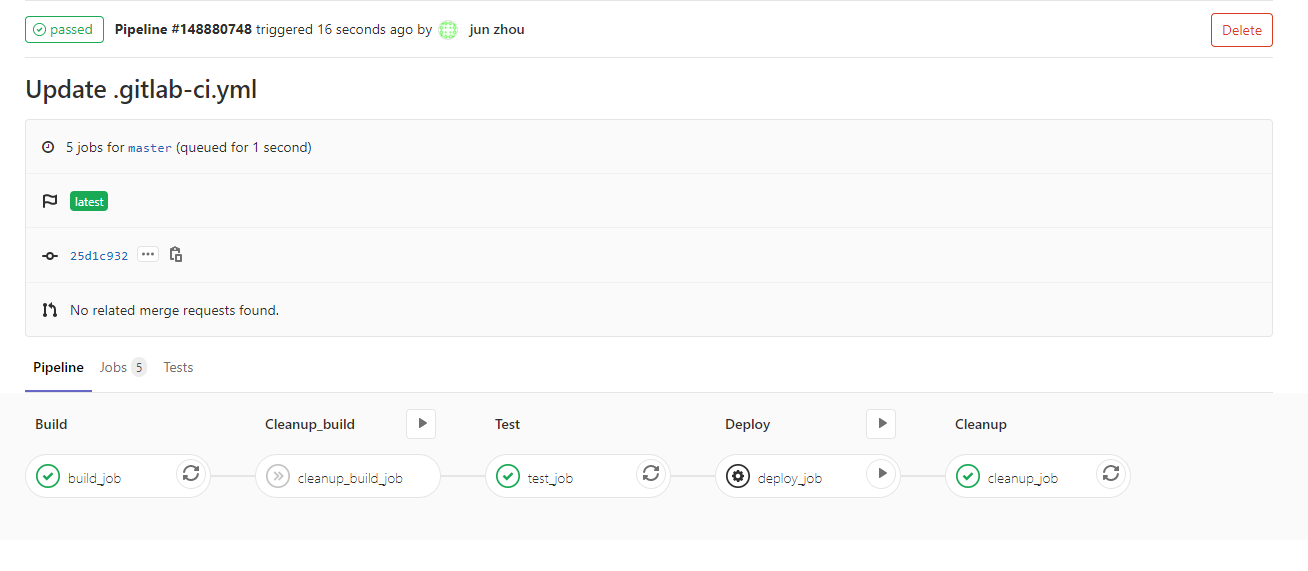 passed Pipeline #148880748 triggered 16 seconds ago by jun zhou Delete
Update .gitlab-ci.yml
5 jobs for master (queued for 1 second)
latest
25d1c932 ...
No related merge requests found.
Pipeline Jobs 5 Tests
Build Cleanup_build Test Deploy Cleanup
build_job cleanup_build_job test_job deploy_job cleanup_job